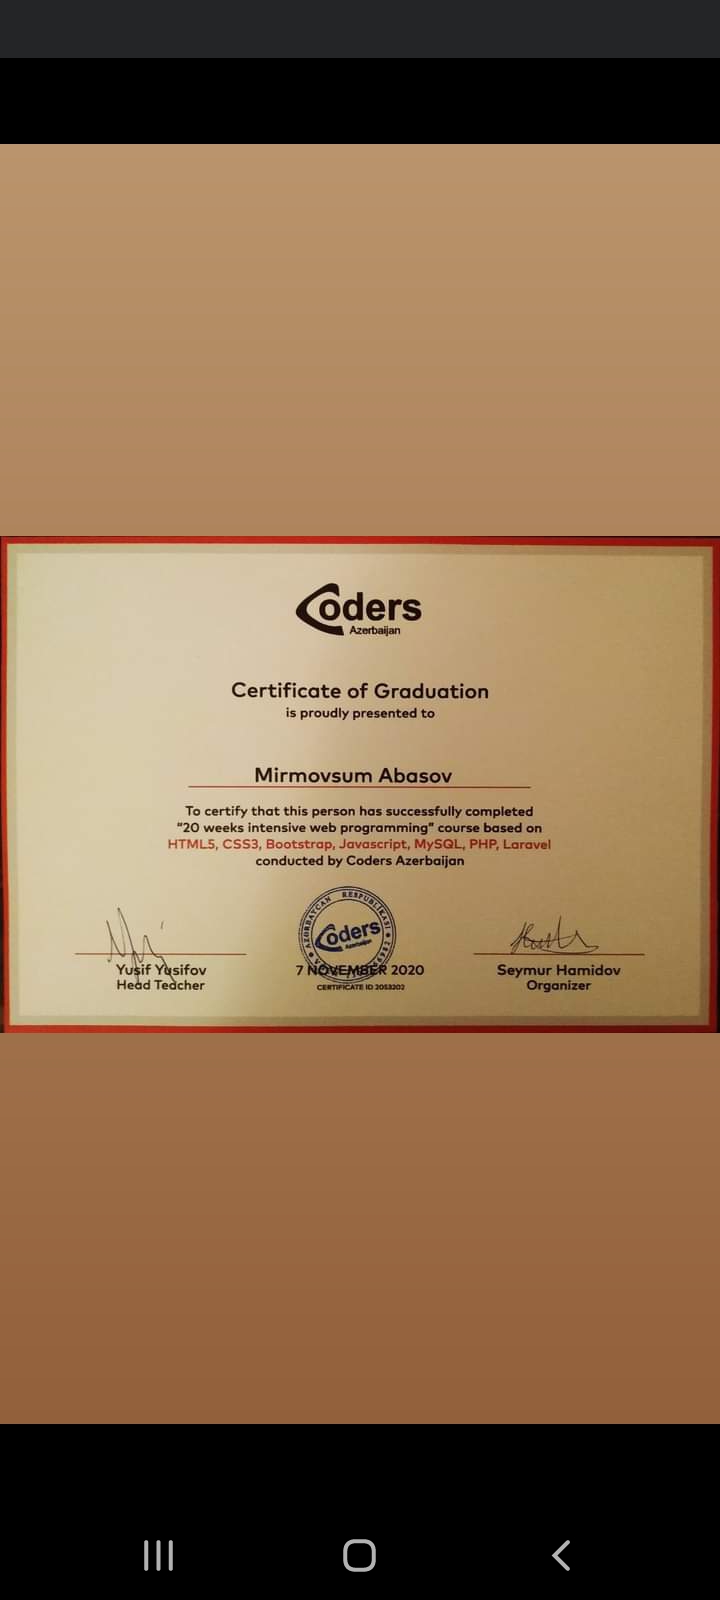 Coders
Azerbaijan
Certificate of Graduation
is proudly presented to
Mirmovsum Abasov
To certify that this person has successfully completed
"20 weeks intensive web programming" course based on
HTML5, CSS3, Bootstrap, Javascript, MySQL, PHP, Laravel
conducted by Coders Azerbaijan
AZƏRBAYCAN RESPUBLİKASI
Coders
Azerbaijan
Yusif Yusifov
Head Teacher
7 NOVEMBER 2020
CERTIFICATE ID 2053202
Seymur Hamidov
Organizer